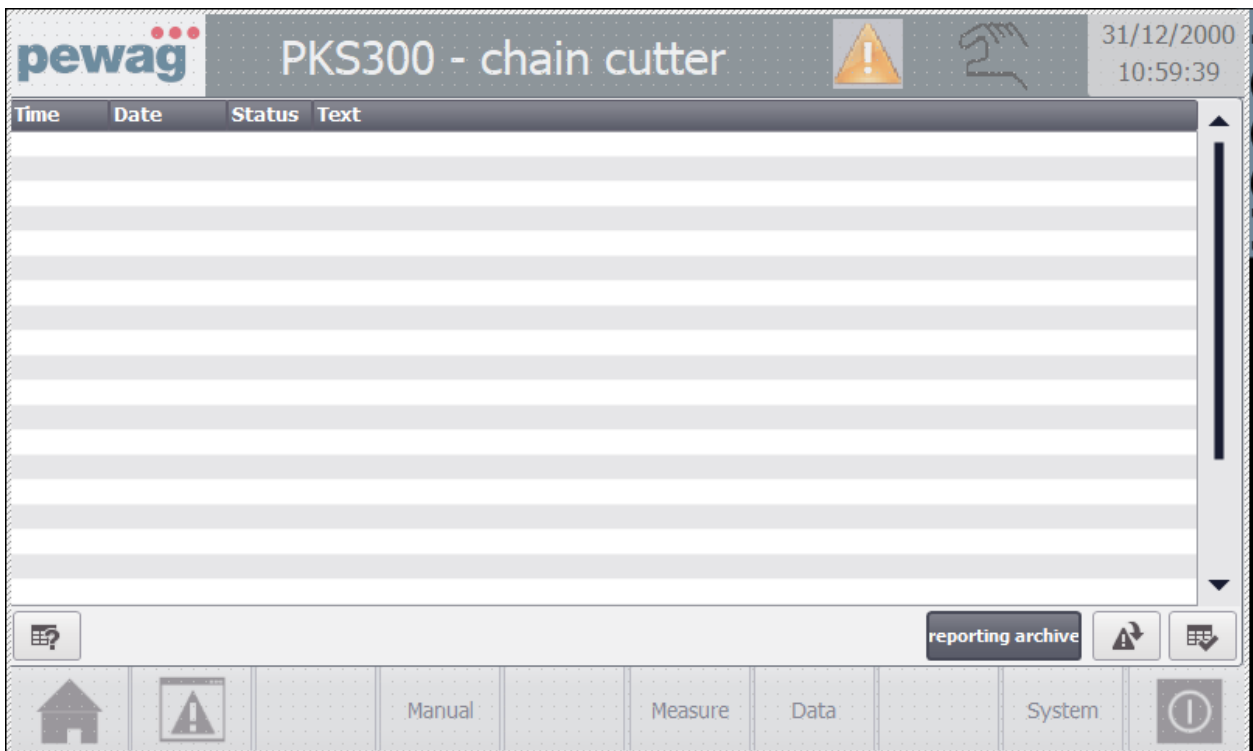 pewag
PKS300 - chain cutter
31/12/2000
10:59:39
Time Date Status Text
reporting archive
Manual Measure Data System